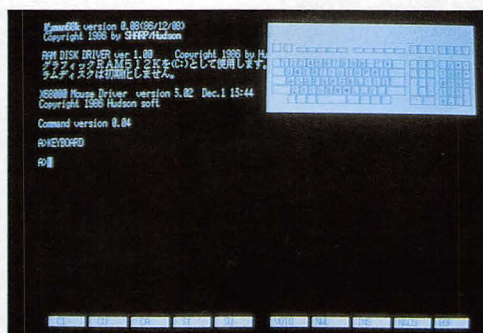 Human68k version 0.08(86/12/08)
Copyright 1986 by SHARP/Hudson
RAM DISK DRIVER ver 1.00 Copyright 1986 by Hu
グラフィックRAM512Kを(C:)として使用します。
ラムディスクは初期化しません。
X68000 Mouse Driver version 5.02 Dec.1 15:44
Copyright 1986 Hudson soft
Command version 0.04
A>KEYBOARD
A>